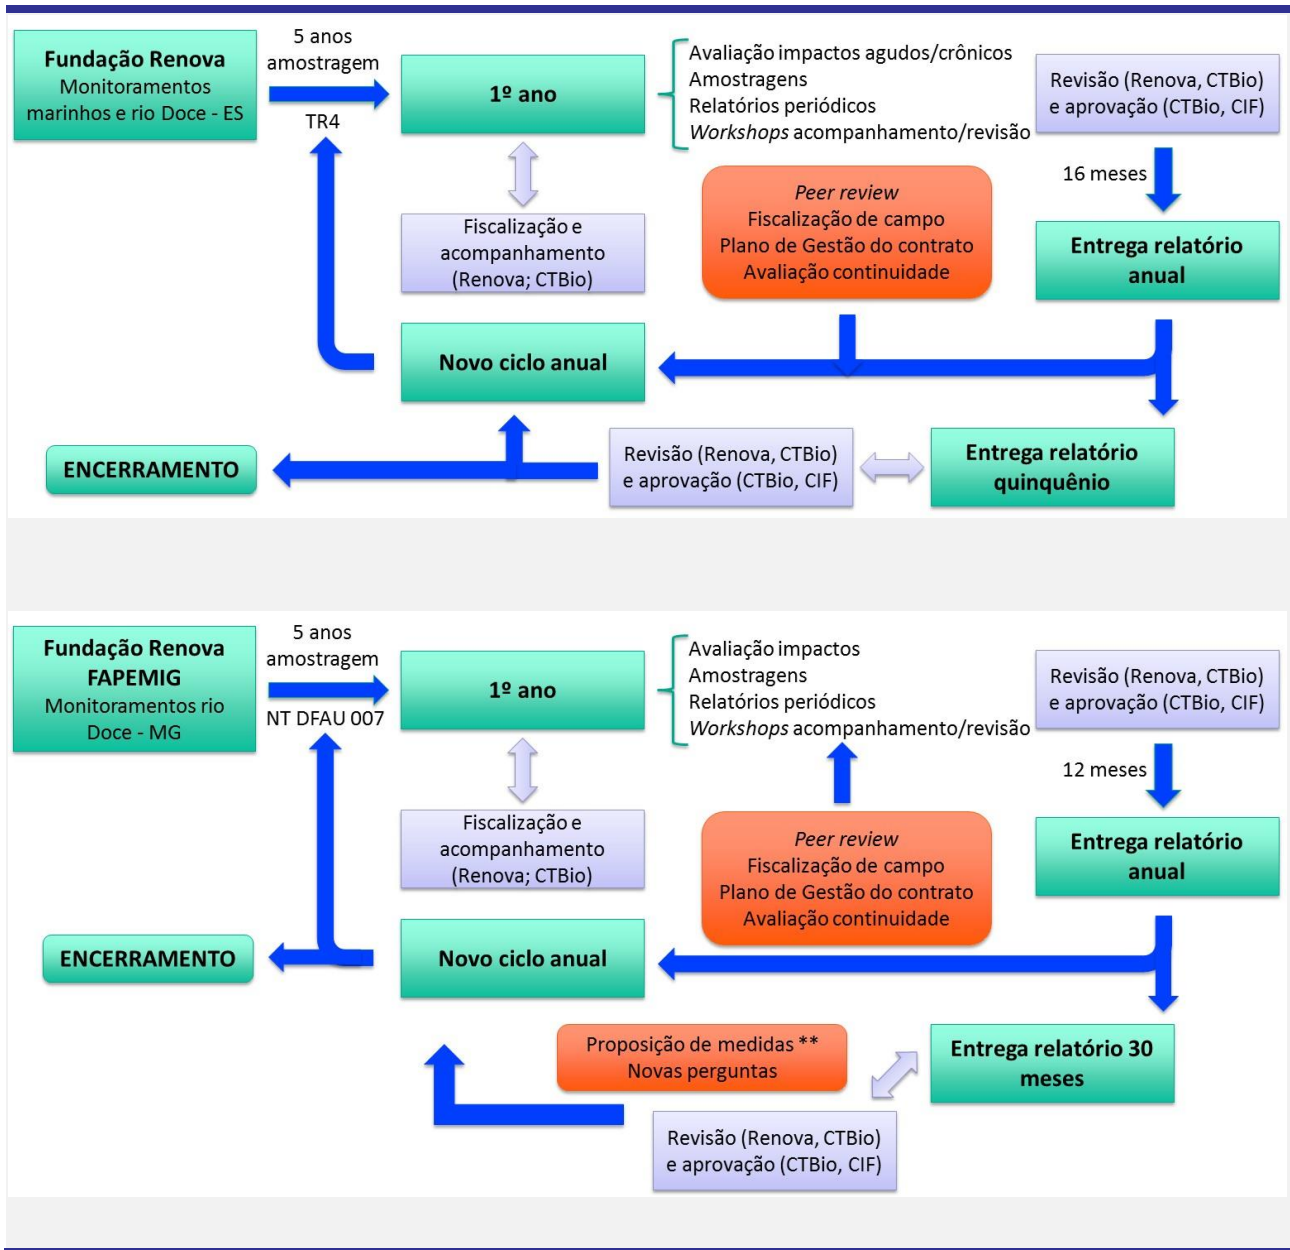 Fundação Renova
Monitoramentos
marinhos e rio Doce - ES
5 anos
amostragem
TR4
1º ano
Avaliação impactos agudos/crônicos
Amostragens
Relatórios periódicos
Workshops acompanhamento/revisão
Revisão (Renova, CTBio)
e aprovação (CTBio, CIF)
16 meses
Peer review
Fiscalização de campo
Plano de Gestão do contrato
Avaliação continuidade
Fiscalização e
acompanhamento
(Renova; CTBio)
Entrega relatório
anual
Novo ciclo anual
ENCERRAMENTO
Revisão (Renova, CTBio)
e aprovação (CTBio, CIF)
Entrega relatório
quinquênio
Fundação Renova
FAPEMIG
Monitoramentos rio
Doce - MG
5 anos
amostragem
NT DFAU 007
1º ano
Avaliação impactos
Amostragens
Relatórios periódicos
Workshops acompanhamento/revisão
Revisão (Renova, CTBio)
e aprovação (CTBio, CIF)
12 meses
Fiscalização e
acompanhamento
(Renova; CTBio)
Peer review
Fiscalização de campo
Plano de Gestão do contrato
Avaliação continuidade
Entrega relatório
anual
ENCERRAMENTO
Novo ciclo anual
Proposição de medidas **
Novas perguntas
Entrega relatório 30
meses
Revisão (Renova, CTBio)
e aprovação (CTBio, CIF)